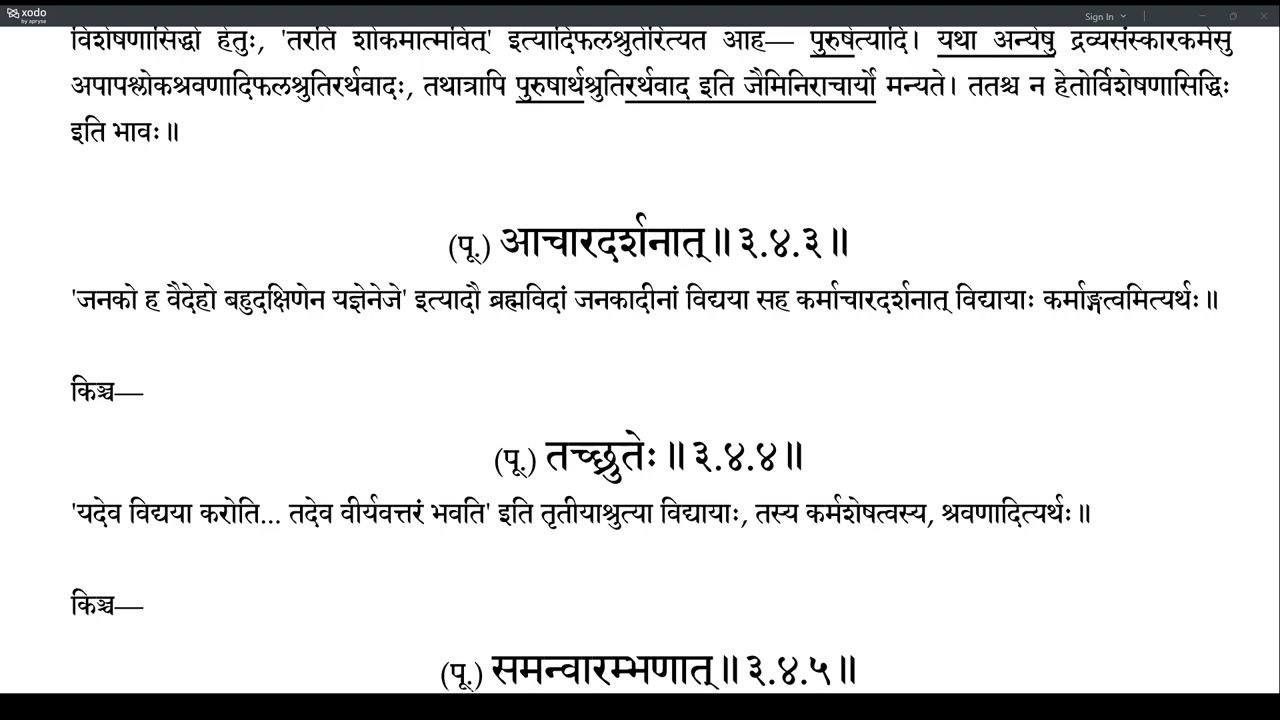 xodo
by apryse
Sign In
विशेषणासिद्धो हेतुः, 'तरति शोकमात्मवित्' इत्यादिफलश्रुतेरित्यत आह— पुरुषेत्यादि। यथा अन्येषु द्रव्यसंस्कारकर्मसु
अपापश्लोकश्रवणादिफलश्रुतिरर्थवादः, तथात्रापि पुरुषार्थश्रुतिरर्थवाद इति जैमिनिराचार्यो मन्यते। ततश्च न हेतोर्विशेषणासिद्धिः
इति भावः॥
(पू.) आचारदर्शनात्॥३.४.३॥
'जनको ह वैदेहो बहुदक्षिणेन यज्ञेनेजे' इत्यादौ ब्रह्मविदां जनकादीनां विद्यया सह कर्माचारदर्शनात् विद्यायाः कर्माङ्गत्वमित्यर्थः॥
किञ्च—
(पू.) तच्छ्रुतेः॥३.४.४॥
'यदेव विद्यया करोति... तदेव वीर्यवत्तरं भवति' इति तृतीयाश्रुत्या विद्यायाः, तस्य कर्मशेषत्वस्य, श्रवणादित्यर्थः॥
किञ्च—
(पू.) समन्वारम्भणात्॥३.४.५॥